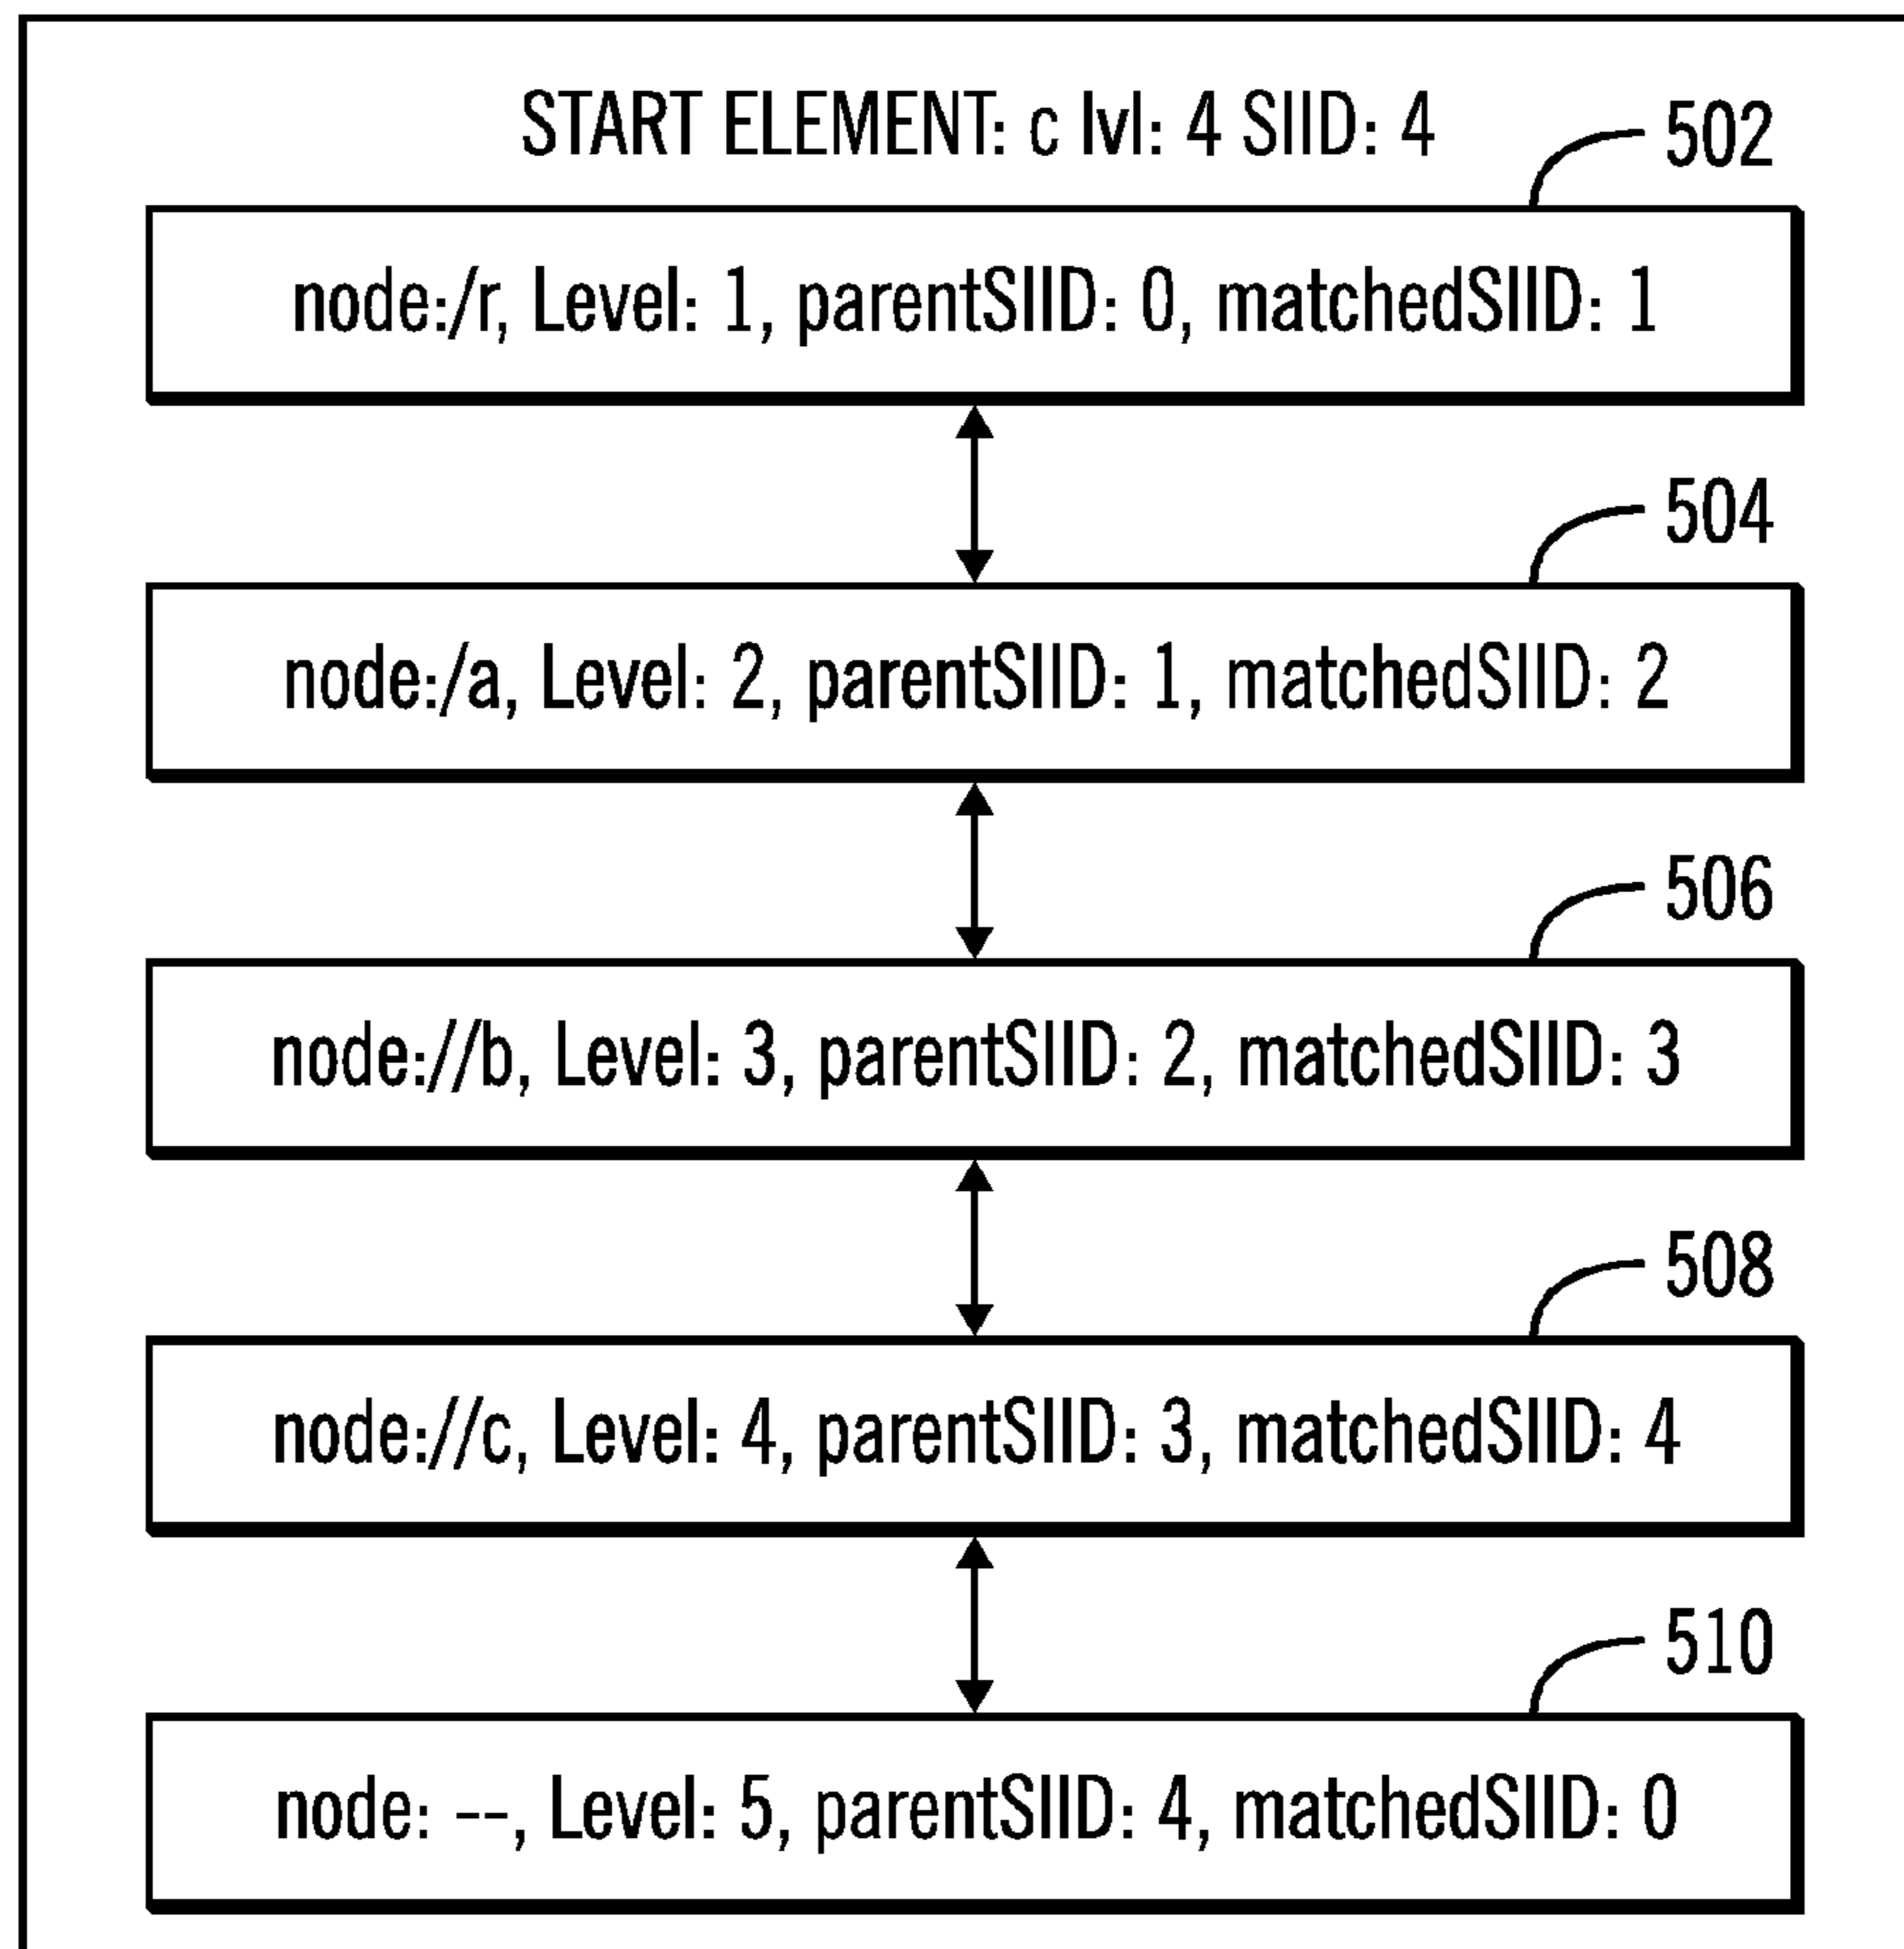 START ELEMENT: c lvl: 4 SIID: 4
502
node:/r, Level: 1, parentSIID: 0, matchedSIID: 1
504
node:/a, Level: 2, parentSIID: 1, matchedSIID: 2
506
node://b, Level: 3, parentSIID: 2, matchedSIID: 3
508
node://c, Level: 4, parentSIID: 3, matchedSIID: 4
510
node: --, Level: 5, parentSIID: 4, matchedSIID: 0